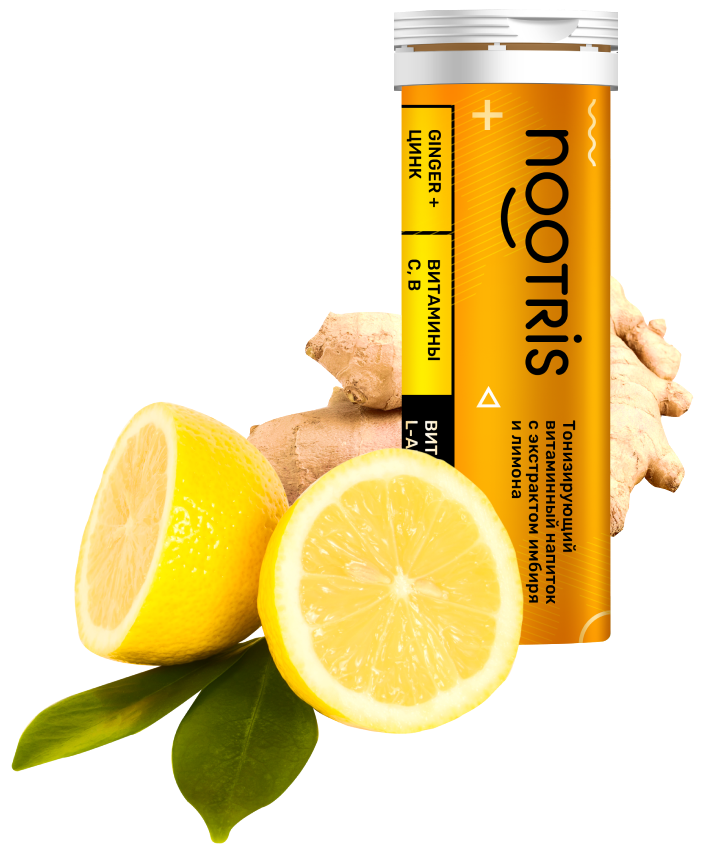 nooTRis
Тонизирующий
витаминный напиток
с экстрактом имбиря
и лимона
GINGER +
ЦИНК
ВИТАМИНЫ
C, B